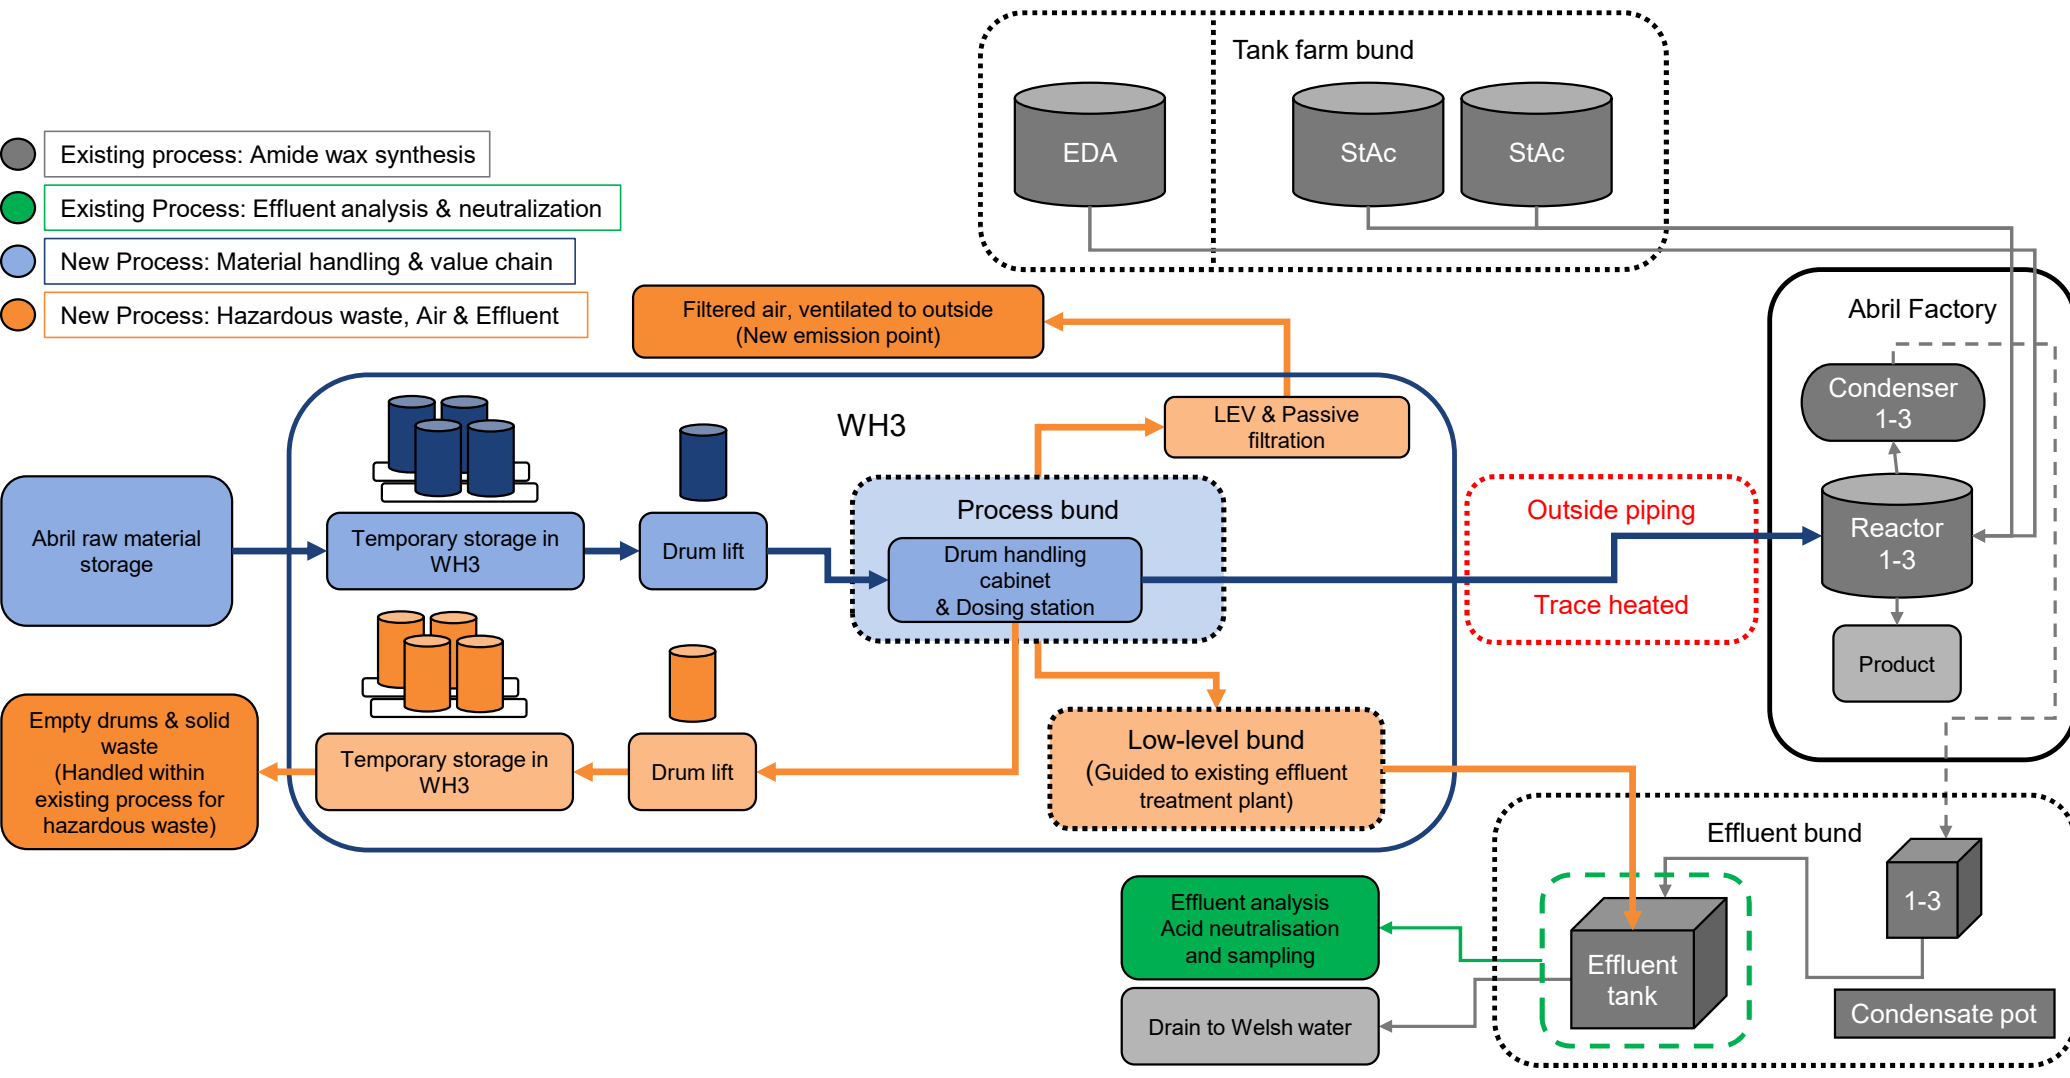 Tank farm bund
EDA
StAc
StAc
Existing process: Amide wax synthesis
Existing Process: Effluent analysis & neutralization
New Process: Material handling & value chain
New Process: Hazardous waste, Air & Effluent
Filtered air, ventilated to outside
(New emission point)
Abril Factory
Condenser
1-3
WH3
LEV & Passive
filtration
Abril raw material
storage
Temporary storage in
WH3
Drum lift
Process bund
Drum handling
cabinet
& Dosing station
Outside piping
Trace heated
Reactor
1-3
Product
Empty drums & solid
waste
(Handled within
existing process for
hazardous waste)
Temporary storage in
WH3
Drum lift
Low-level bund
(Guided to existing effluent
treatment plant)
Effluent bund
1-3
Effluent analysis
Acid neutralisation
and sampling
Effluent
tank
Condensate pot
Drain to Welsh water